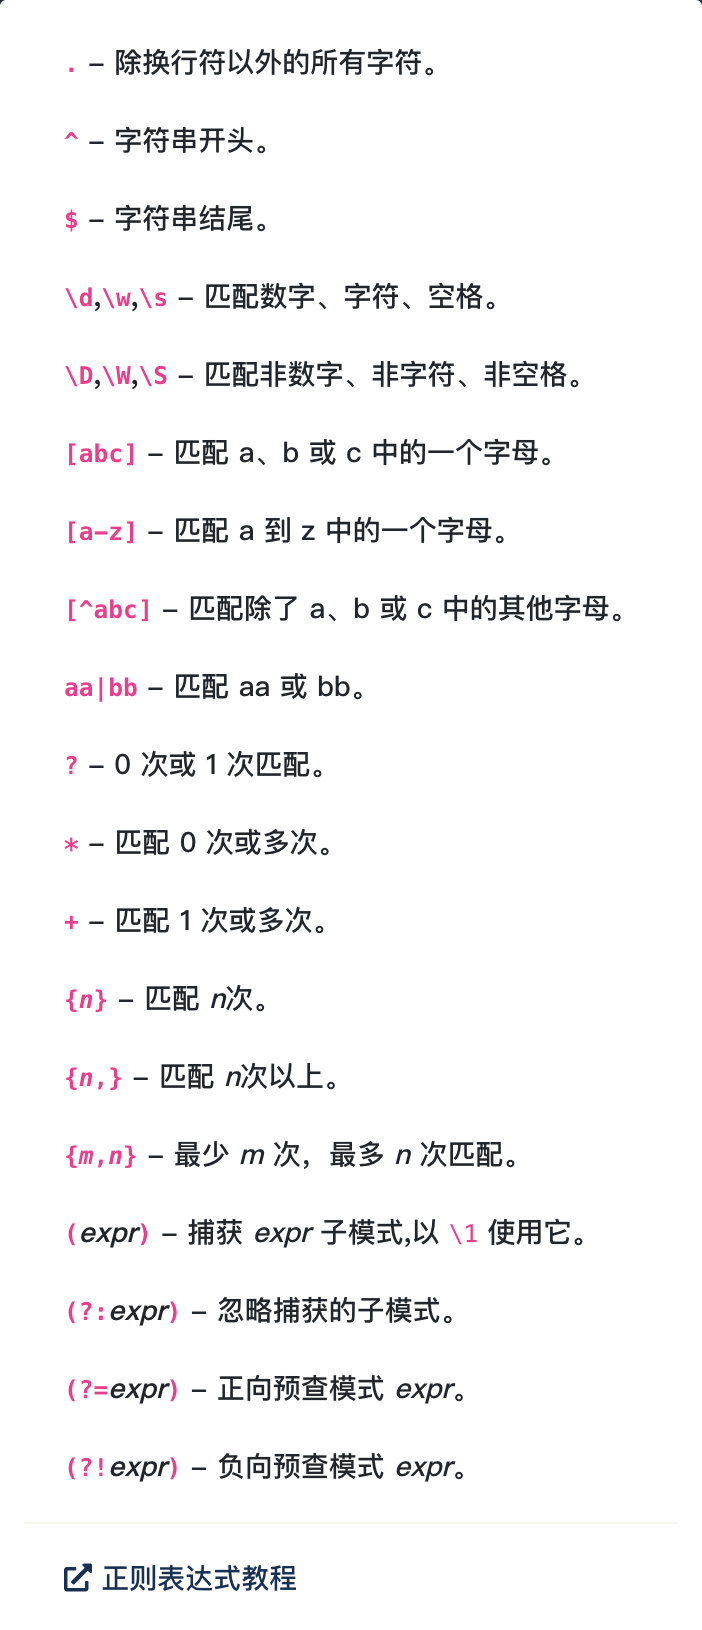 . – 除换行符以外的所有字符。
^ – 字符串开头。
$ – 字符串结尾。
\d,\w,\s – 匹配数字、字符、空格。
\D,\W,\S – 匹配非数字、非字符、非空格。
[abc] – 匹配 a、b 或 c 中的一个字母。
[a-z] – 匹配 a 到 z 中的一个字母。
[^abc] – 匹配除了 a、b 或 c 中的其他字母。
aa|bb – 匹配 aa 或 bb。
? – 0 次或 1 次匹配。
* – 匹配 0 次或多次。
+ – 匹配 1 次或多次。
{n} – 匹配 n次。
{n,} – 匹配 n次以上。
{m,n} – 最少 m 次，最多 n 次匹配。
(expr) – 捕获 expr 子模式,以 \1 使用它。
(?:expr) – 忽略捕获的子模式。
(?=expr) – 正向预查模式 expr。
(?!expr) – 负向预查模式 expr。
正则表达式教程